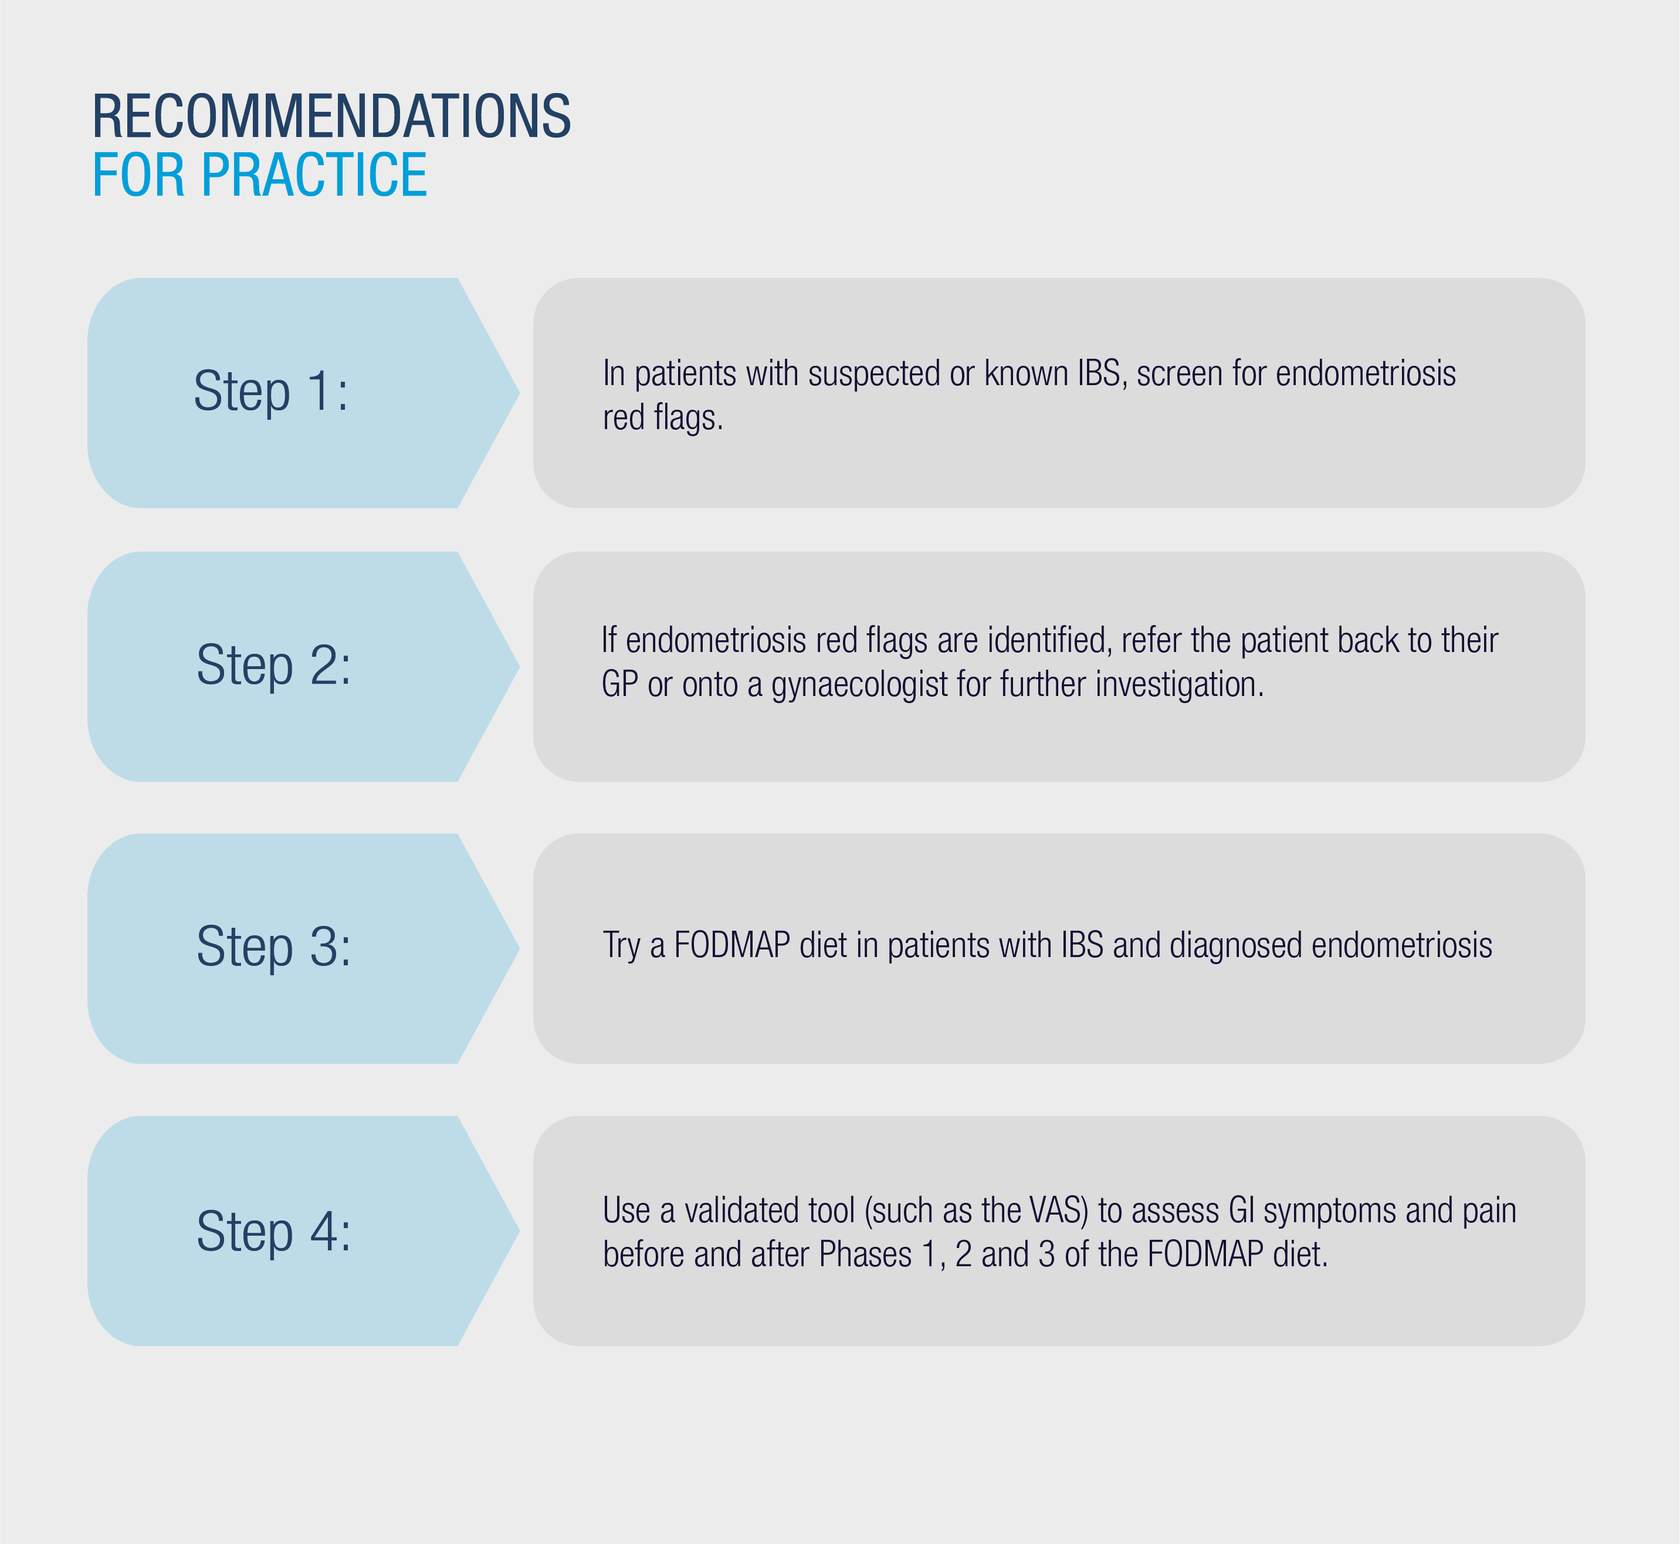 RECOMMENDATIONS
FOR PRACTICE
Step 1:
In patients with suspected or known IBS, screen for endometriosis
red flags.
Step 2:
If endometriosis red flags are identified, refer the patient back to their
GP or onto a gynaecologist for further investigation.
Step 3:
Try a FODMAP diet in patients with IBS and diagnosed endometriosis
Step 4:
Use a validated tool (such as the VAS) to assess GI symptoms and pain
before and after Phases 1, 2 and 3 of the FODMAP diet.